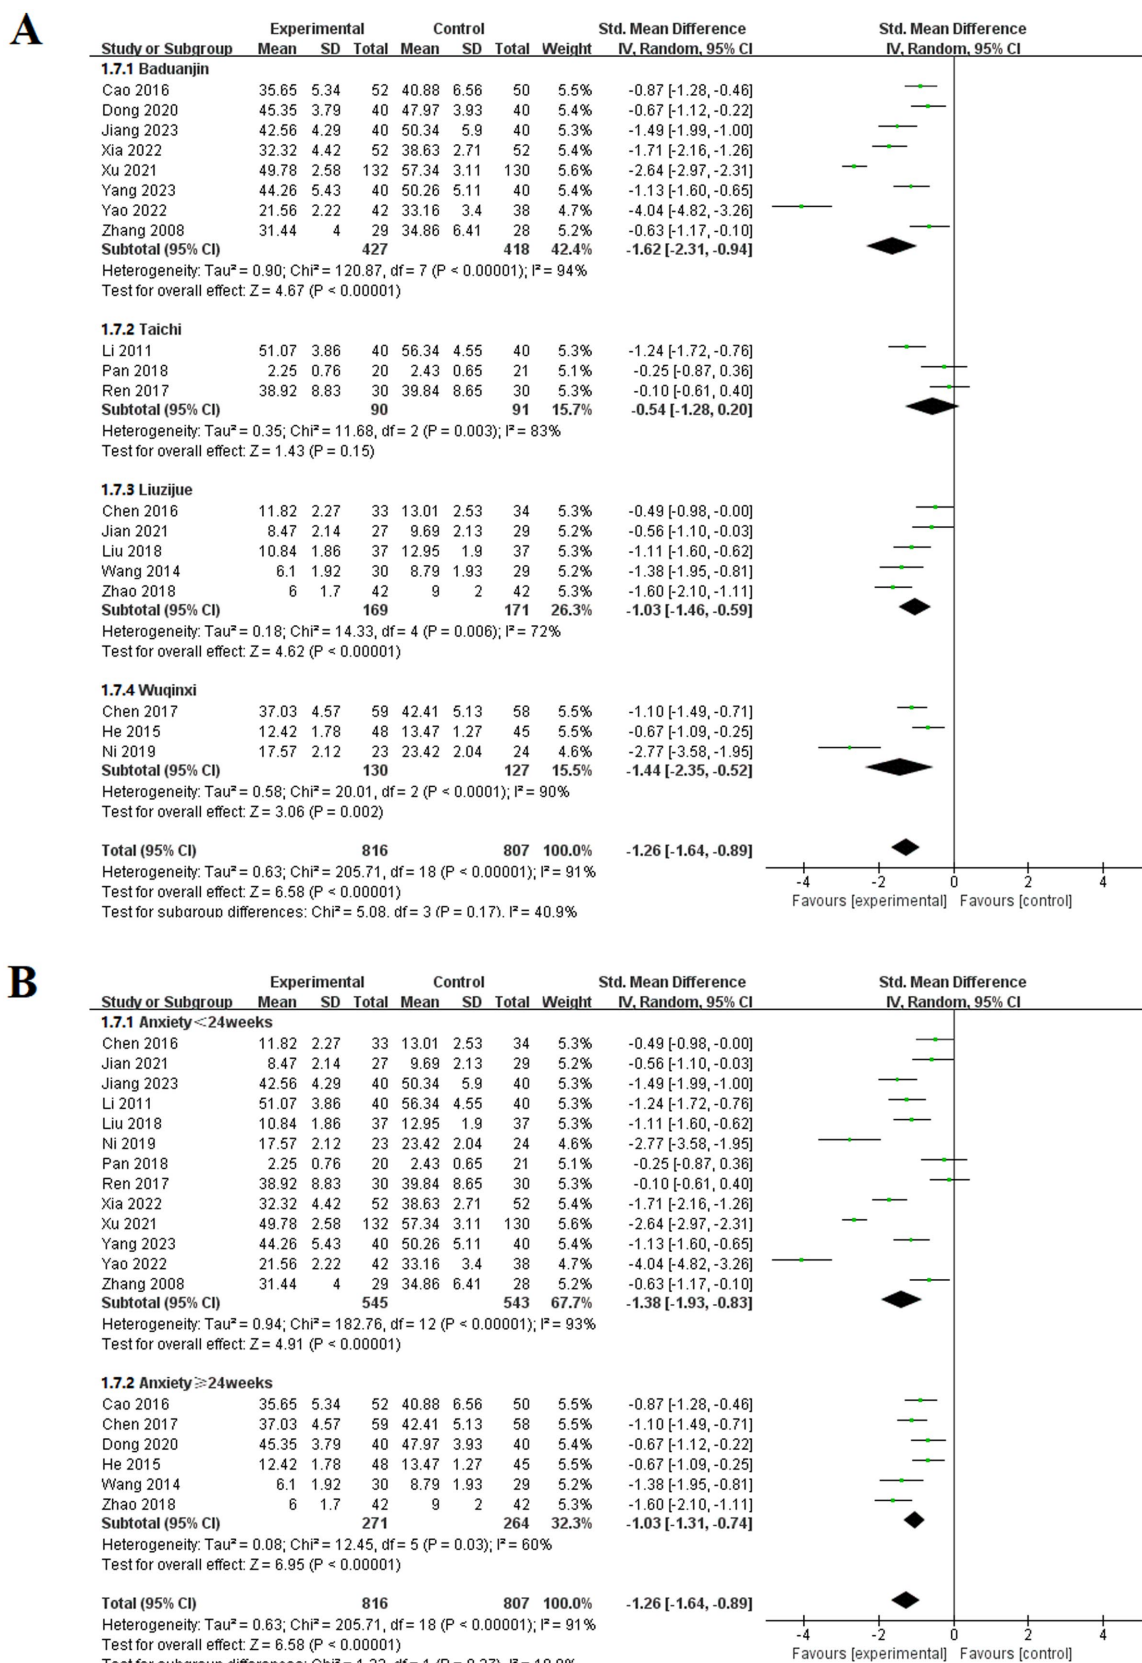 A
Experimental Control Std. Mean Difference Std. Mean Difference
Study or Subgroup Mean SD Total Mean SD Total Weight IV, Random, 95% CI IV, Random, 95% CI
1.7.1 Baduanjin
Cao 2016 35.65 5.34 52 40.88 6.56 50 5.5% -0.87 [-1.28, -0.46]
Dong 2020 45.35 3.79 40 47.97 3.93 40 5.4% -0.67 [-1.12, -0.22]
Jiang 2023 42.56 4.29 40 50.34 5.9 40 5.3% -1.49 [-1.99, -1.00]
Xia 2022 32.32 4.42 52 38.63 2.71 52 5.4% -1.71 [-2.16, -1.26]
Xu 2021 49.78 2.58 132 57.34 3.11 130 5.6% -2.64 [-2.97, -2.31]
Yang 2023 44.26 5.43 40 50.26 5.11 40 5.4% -1.13 [-1.60, -0.65]
Yao 2022 21.56 2.22 42 33.16 3.4 38 4.7% -4.04 [-4.82, -3.26]
Zhang 2008 31.44 4 29 34.86 6.41 28 5.2% -0.63 [-1.17, -0.10]
Subtotal (95% CI) 427 418 42.4% -1.62 [-2.31, -0.94]
Heterogeneity: Tau² = 0.90; Chi² = 120.87, df = 7 (P < 0.00001); I² = 94%
Test for overall effect: Z = 4.67 (P < 0.00001)
1.7.2 Taichi
Li 2011 51.07 3.86 40 56.34 4.55 40 5.3% -1.24 [-1.72, -0.76]
Pan 2018 2.25 0.76 20 2.43 0.65 21 5.1% -0.25 [-0.87, 0.36]
Ren 2017 38.92 8.83 30 39.84 8.65 30 5.3% -0.10 [-0.61, 0.40]
Subtotal (95% CI) 90 91 15.7% -0.54 [-1.28, 0.20]
Heterogeneity: Tau² = 0.35; Chi² = 11.68, df = 2 (P = 0.003); I² = 83%
Test for overall effect: Z = 1.43 (P = 0.15)
1.7.3 Liuzijue
Chen 2016 11.82 2.27 33 13.01 2.53 34 5.3% -0.49 [-0.98, -0.00]
Jian 2021 8.47 2.14 27 9.69 2.13 29 5.2% -0.56 [-1.10, -0.03]
Liu 2018 10.84 1.86 37 12.95 1.9 37 5.3% -1.11 [-1.60, -0.62]
Wang 2014 6.1 1.92 30 8.79 1.93 29 5.2% -1.38 [-1.95, -0.81]
Zhao 2018 6 1.7 42 9 2 42 5.3% -1.60 [-2.10, -1.11]
Subtotal (95% CI) 169 171 26.3% -1.03 [-1.46, -0.59]
Heterogeneity: Tau² = 0.18; Chi² = 14.33, df = 4 (P = 0.006); I² = 72%
Test for overall effect: Z = 4.62 (P < 0.00001)
1.7.4 Wuqinxi
Chen 2017 37.03 4.57 59 42.41 5.13 58 5.5% -1.10 [-1.49, -0.71]
He 2015 12.42 1.78 48 13.47 1.27 45 5.5% -0.67 [-1.09, -0.25]
Ni 2019 17.57 2.12 23 23.42 2.04 24 4.6% -2.77 [-3.58, -1.95]
Subtotal (95% CI) 130 127 15.5% -1.44 [-2.35, -0.52]
Heterogeneity: Tau² = 0.58; Chi² = 20.01, df = 2 (P < 0.0001); I² = 90%
Test for overall effect: Z = 3.06 (P = 0.002)
Total (95% CI) 816 807 100.0% -1.26 [-1.64, -0.89]
Heterogeneity: Tau² = 0.63; Chi² = 205.71, df = 18 (P < 0.00001); I² = 91%
Test for overall effect: Z = 6.58 (P < 0.00001)
Test for subgroup differences: Chi² = 5.08, df = 3 (P = 0.17), I² = 40.9%
-4 -2 0 2 4
Favours [experimental] Favours [control]
B
Experimental Control Std. Mean Difference Std. Mean Difference
Study or Subgroup Mean SD Total Mean SD Total Weight IV, Random, 95% CI IV, Random, 95% CI
1.7.1 Anxiety<24weeks
Chen 2016 11.82 2.27 33 13.01 2.53 34 5.3% -0.49 [-0.98, -0.00]
Jian 2021 8.47 2.14 27 9.69 2.13 29 5.2% -0.56 [-1.10, -0.03]
Jiang 2023 42.56 4.29 40 50.34 5.9 40 5.3% -1.49 [-1.99, -1.00]
Li 2011 51.07 3.86 40 56.34 4.55 40 5.3% -1.24 [-1.72, -0.76]
Liu 2018 10.84 1.86 37 12.95 1.9 37 5.3% -1.11 [-1.60, -0.62]
Ni 2019 17.57 2.12 23 23.42 2.04 24 4.6% -2.77 [-3.58, -1.95]
Pan 2018 2.25 0.76 20 2.43 0.65 21 5.1% -0.25 [-0.87, 0.36]
Ren 2017 38.92 8.83 30 39.84 8.65 30 5.3% -0.10 [-0.61, 0.40]
Xia 2022 32.32 4.42 52 38.63 2.71 52 5.4% -1.71 [-2.16, -1.26]
Xu 2021 49.78 2.58 132 57.34 3.11 130 5.6% -2.64 [-2.97, -2.31]
Yang 2023 44.26 5.43 40 50.26 5.11 40 5.4% -1.13 [-1.60, -0.65]
Yao 2022 21.56 2.22 42 33.16 3.4 38 4.7% -4.04 [-4.82, -3.26]
Zhang 2008 31.44 4 29 34.86 6.41 28 5.2% -0.63 [-1.17, -0.10]
Subtotal (95% CI) 545 543 67.7% -1.38 [-1.93, -0.83]
Heterogeneity: Tau² = 0.94; Chi² = 182.76, df = 12 (P < 0.00001); I² = 93%
Test for overall effect: Z = 4.91 (P < 0.00001)
1.7.2 Anxiety≥24weeks
Cao 2016 35.65 5.34 52 40.88 6.56 50 5.5% -0.87 [-1.28, -0.46]
Chen 2017 37.03 4.57 59 42.41 5.13 58 5.5% -1.10 [-1.49, -0.71]
Dong 2020 45.35 3.79 40 47.97 3.93 40 5.4% -0.67 [-1.12, -0.22]
He 2015 12.42 1.78 48 13.47 1.27 45 5.5% -0.67 [-1.09, -0.25]
Wang 2014 6.1 1.92 30 8.79 1.93 29 5.2% -1.38 [-1.95, -0.81]
Zhao 2018 6 1.7 42 9 2 42 5.3% -1.60 [-2.10, -1.11]
Subtotal (95% CI) 271 264 32.3% -1.03 [-1.31, -0.74]
Heterogeneity: Tau² = 0.08; Chi² = 12.45, df = 5 (P = 0.03); I² = 60%
Test for overall effect: Z = 6.95 (P < 0.00001)
Total (95% CI) 816 807 100.0% -1.26 [-1.64, -0.89]
Heterogeneity: Tau² = 0.63; Chi² = 205.71, df = 18 (P < 0.00001); I² = 91%
Test for overall effect: Z = 6.58 (P < 0.00001)
-4 -2 0 2 4
Favours [experimental] Favours [control]